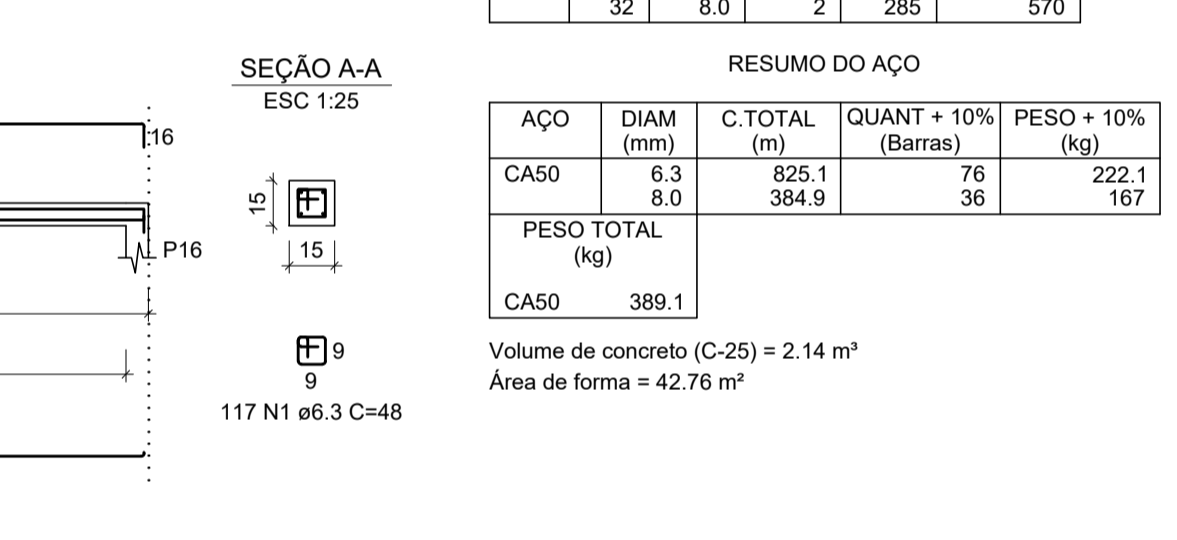 32 8.0 2 285 570
SEÇÃO A-A
ESC 1:25
16
15
15
P16
9
9
117 N1 ø6.3 C=48
RESUMO DO AÇO
AÇO DIAM C.TOTAL QUANT + 10% PESO + 10%
(mm) (m) (Barras) (kg)
CA50 6.3 825.1 76 222.1
8.0 384.9 36 167
PESO TOTAL
(kg)
CA50 389.1
Volume de concreto (C-25) = 2.14 m³
Área de forma = 42.76 m²